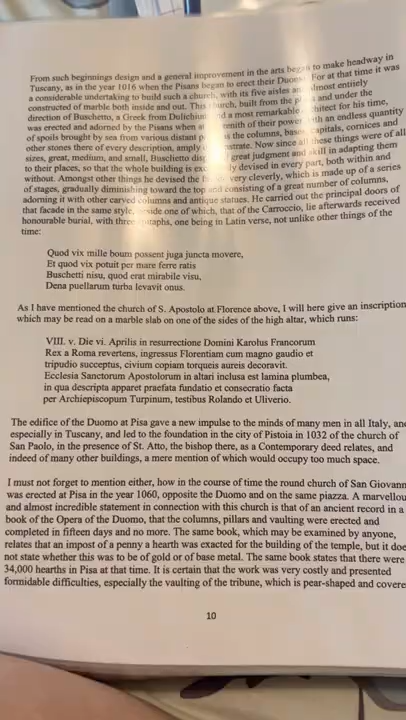 From such beginnings design and a general improvement in the arts began to make headway in
Tuscany, as in the year 1016 when the Pisans began to erect their Duomo. For at that time it was
a considerable undertaking to build such a church, with its five aisles and almost entirely
constructed of marble both inside and out. This church, built from the and under the
direction of Buschetto, a Greek from and a most remarkable architect for his time,
was erected and adorned by the Pisans when at zenith of their power with an endless quantity
of spoils brought by sea from various distant as the columns, bases, capitals, cornices and
other stones there of every description, amply Now since all these things were of all
sizes, great, medium, and small, Buschetto great judgment and skill in adapting them
to their places, so that the whole building is devised in every part, both within and
without. Amongst other things he devised the very cleverly, which is made up of a series
of stages, gradually diminishing toward the top and consisting of a great number of columns,
adorning it with other carved columns and antique statues. He carried out the principal doors of
that facade in the same style, one of which, that of the Carroccio, he afterwards received
honourable burial, with three one being in Latin verse, not unlike other things of the
time:
Quod vix mille boum possent juga juncta movere,
Et quod vix potuit per mare ferre ratis
Buschetti nisu, quod erat mirabile visu,
Dena puellarum turba levavit onus.
As I have mentioned the church of S. Apostolo at Florence above, I will here give an inscription
which may be read on a marble slab on one of the sides of the high altar, which runs:
VIII. v. Die vi. Aprilis in resurrectione Domini Karolus Francorum
Rex a Roma revertens, ingressus Florentiam cum magno gaudio et
tripudio succeptus, civium copiam torqueis aureis decoravit.
Ecclesia Sanctorum Apostolorum in altari inclusa est lamina plumbea,
in qua descripta apparet praefata fundatio et consecratio facta
per Archiepiscopum Turpinum, testibus Rolando et Uliverio.
The edifice of the Duomo at Pisa gave a new impulse to the minds of many men in all Italy, and
especially in Tuscany, and led to the foundation in the city of Pistoia in 1032 of the church of
San Paolo, in the presence of St. Atto, the bishop there, as a Contemporary deed relates, and
indeed of many other buildings, a mere mention of which would occupy too much space.
I must not forget to mention either, how in the course of time the round church of San Giovann
was erected at Pisa in the year 1060, opposite the Duomo and on the same piazza. A marvellou
and almost incredible statement in connection with this church is that of an ancient record in a
book of the Opera of the Duomo, that the columns, pillars and vaulting were erected and
completed in fifteen days and no more. The same book, which may be examined by anyone,
relates that an impost of a penny a hearth was exacted for the building of the temple, but it doe
not state whether this was to be of gold or of base metal. The same book states that there were
34,000 hearths in Pisa at that time. It is certain that the work was very costly and presented
formidable difficulties, especially the vaulting of the tribune, which is pear-shaped and covere
10